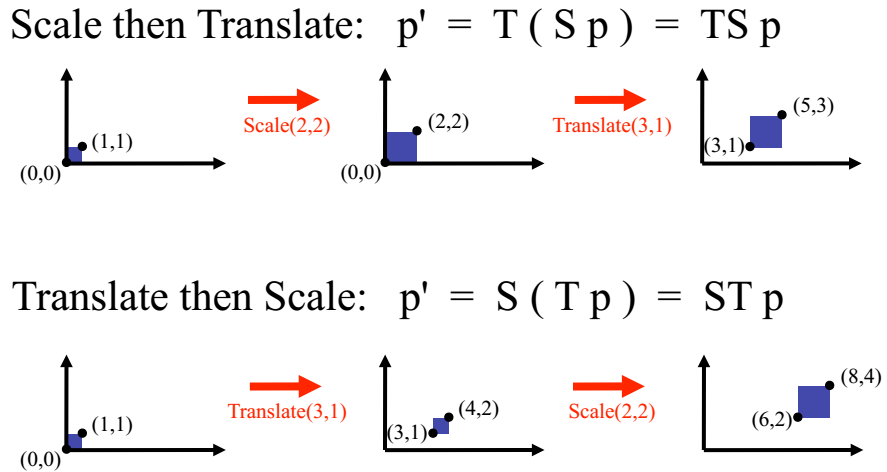 Scale then Translate: p' = T ( S p ) = TS p
(0,0) (1,1)
Scale(2,2)
(0,0) (2,2)
Translate(3,1)
(3,1) (5,3)
Translate then Scale: p' = S ( T p ) = ST p
(0,0) (1,1)
Translate(3,1)
(3,1) (4,2)
Scale(2,2)
(6,2) (8,4)